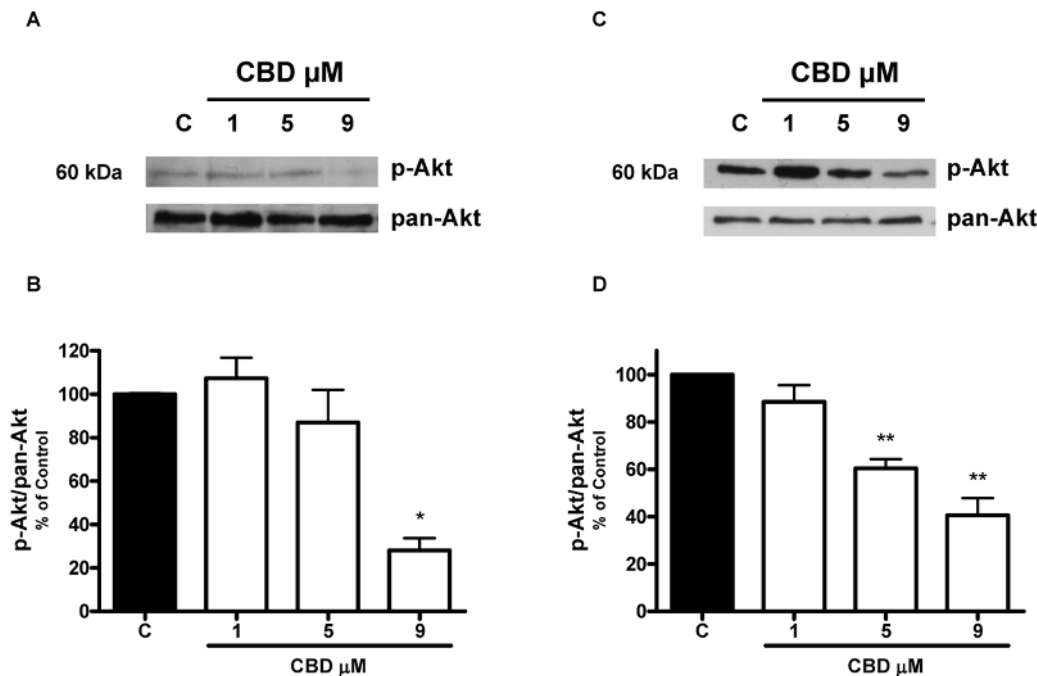 A
CBD µM
C 1 5 9
60 kDa
p-Akt
pan-Akt
B
120
100
80
60
40
20
0
p-Akt/pan-Akt
% of Control
*
C 1 5 9
CBD µM
C
CBD µM
C 1 5 9
60 kDa
p-Akt
pan-Akt
D
100
80
60
40
20
0
p-Akt/pan-Akt
% of Control
**
**
C 1 5 9
CBD µM